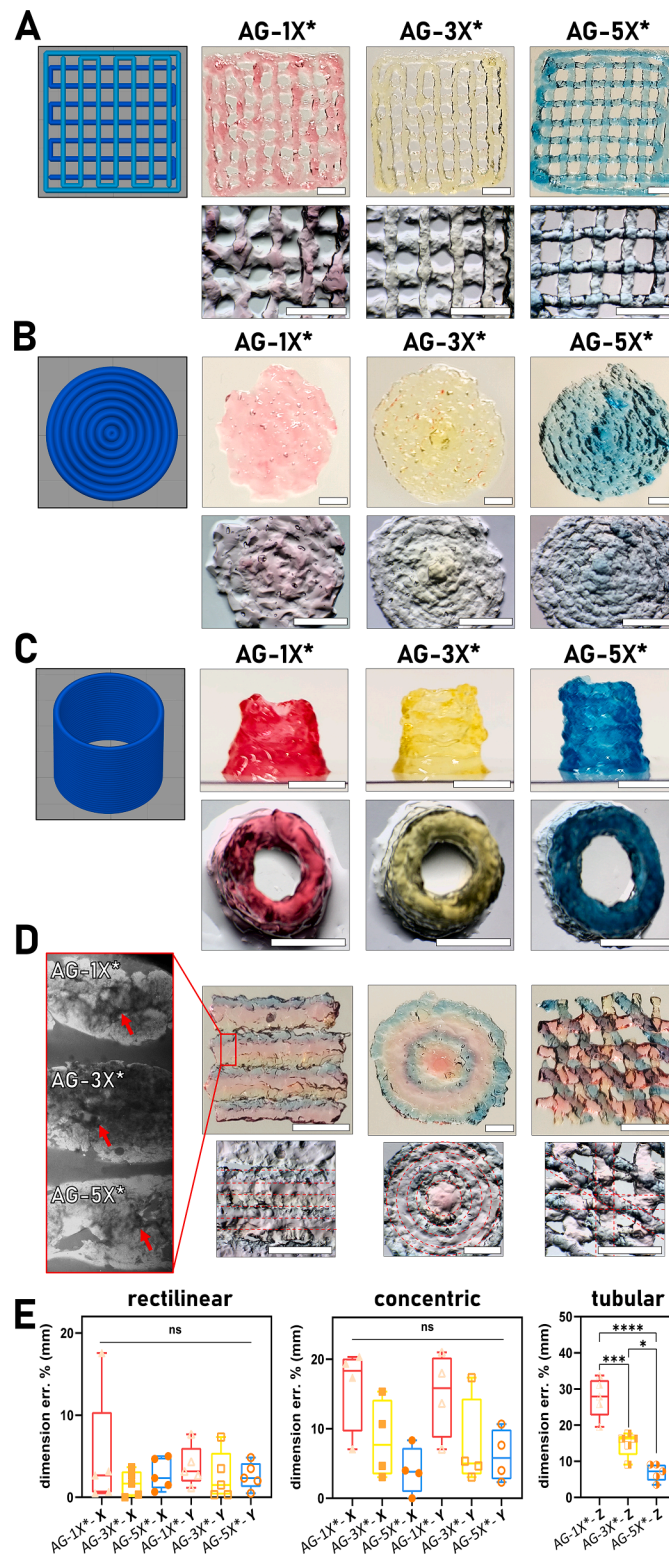 A
AG-1X* AG-3X* AG-5X*
B
AG-1X* AG-3X* AG-5X*
C
AG-1X* AG-3X* AG-5X*
D
AG-1X*
AG-3X*
AG-5X*
E
rectilinear concentric tubular
dimension err. % (mm)
20
10
0
ns
AG-1X*-X
AG-3X*-X
AG-5X*-X
AG-1X*-Y
AG-3X*-Y
AG-5X*-Y
dimension err. % (mm)
20
10
0
ns
AG-1X*-X
AG-3X*-X
AG-5X*-X
AG-1X*-Y
AG-3X*-Y
AG-5X*-Y
dimension err. % (mm)
50
40
30
20
10
0
****
*
***
AG-1X*-Z
AG-3X*-Z
AG-5X*-Z